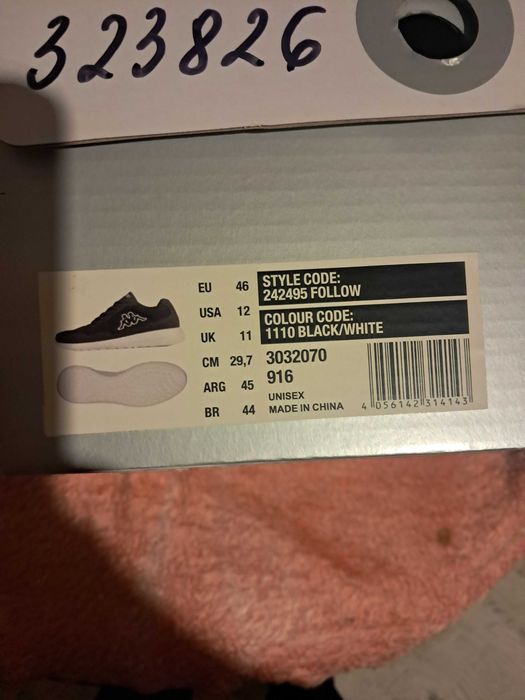 323826
EU 46
USA 12
UK 11
CM 29,7
ARG 45
BR 44
STYLE CODE:
242495 FOLLOW
COLOUR CODE:
1110 BLACK/WHITE
3032070
916
UNISEX
MADE IN CHINA
4 056142 314143